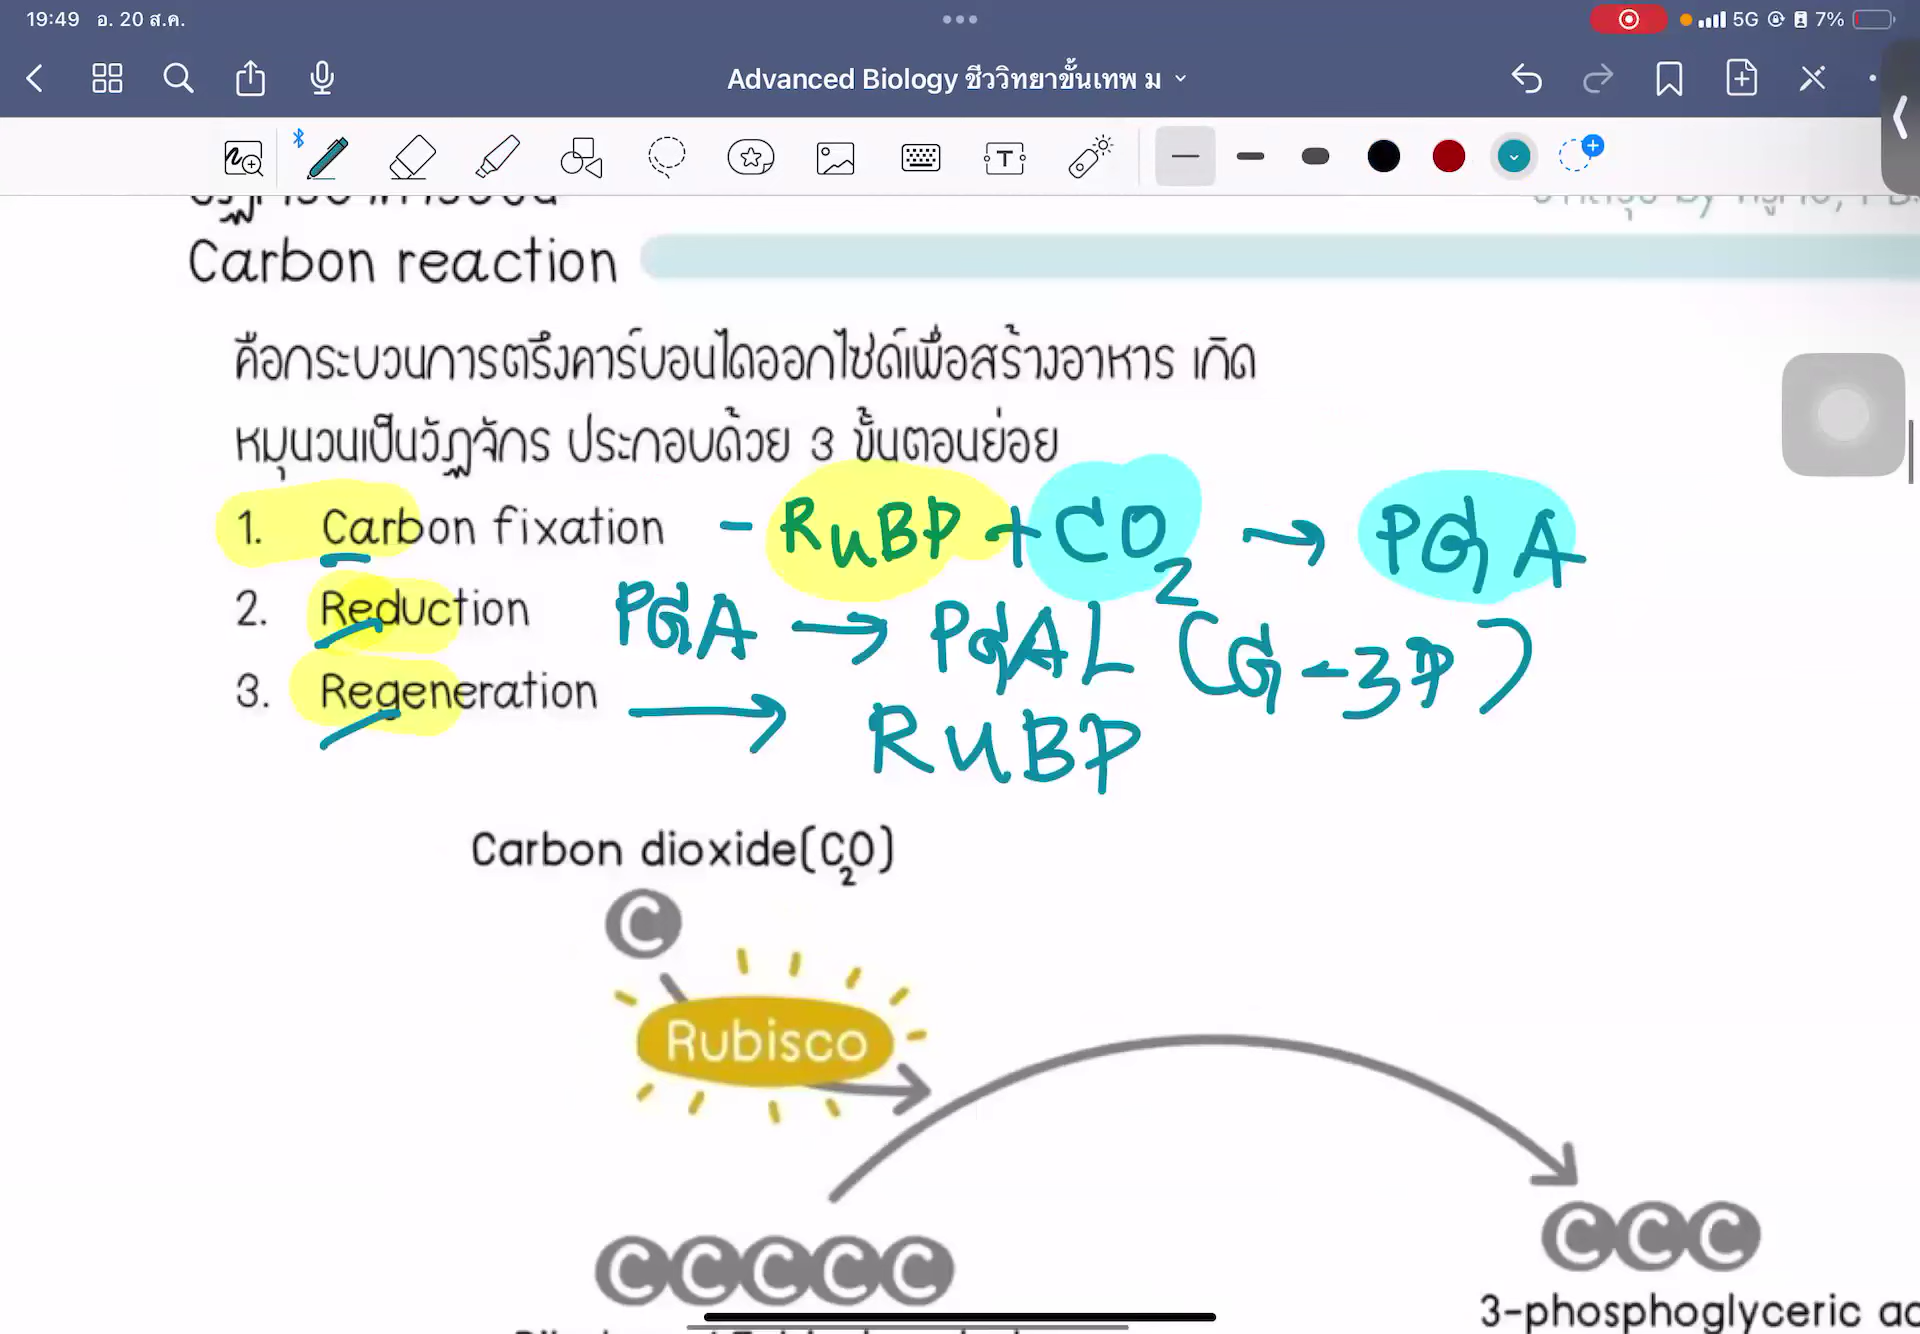 19:49 อ. 20 ส.ค.
5G 7%
Advanced Biology ชีววิทยาขั้นเทพ ม
T
Carbon reaction
คือกระบวนการตรึงคาร์บอนไดออกไซด์เพื่อสร้างอาหาร เกิด
หมุนวนเป็นวัฏจักร ประกอบด้วย 3 ขั้นตอนย่อย
1. Carbon fixation - RuBP + CO2 → PGA
2. Reduction PGA → PGAL (G-3P)
3. Regeneration → RuBP
Carbon dioxide(CO2)
C
Rubisco
CCCCC
CCC
3-phosphoglyceric ac